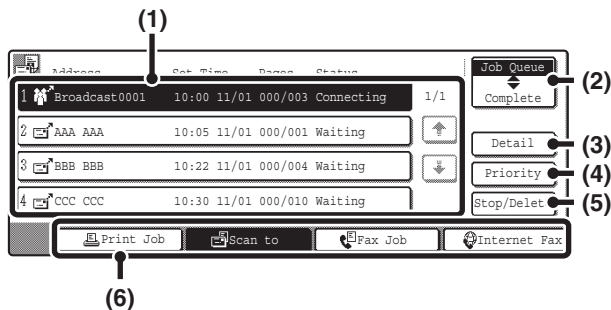 (1)
Address Set Time Pages Status
Job Queue
Complete
(2)
1 Broadcast0001 10:00 11/01 000/003 Connecting 1/1
2 AAA AAA 10:05 11/01 000/001 Waiting
Detail (3)
3 BBB BBB 10:22 11/01 000/004 Waiting
Priority (4)
4 CCC CCC 10:30 11/01 000/010 Waiting
Stop/Delet (5)
Print Job Scan to Fax Job Internet Fax
(6)